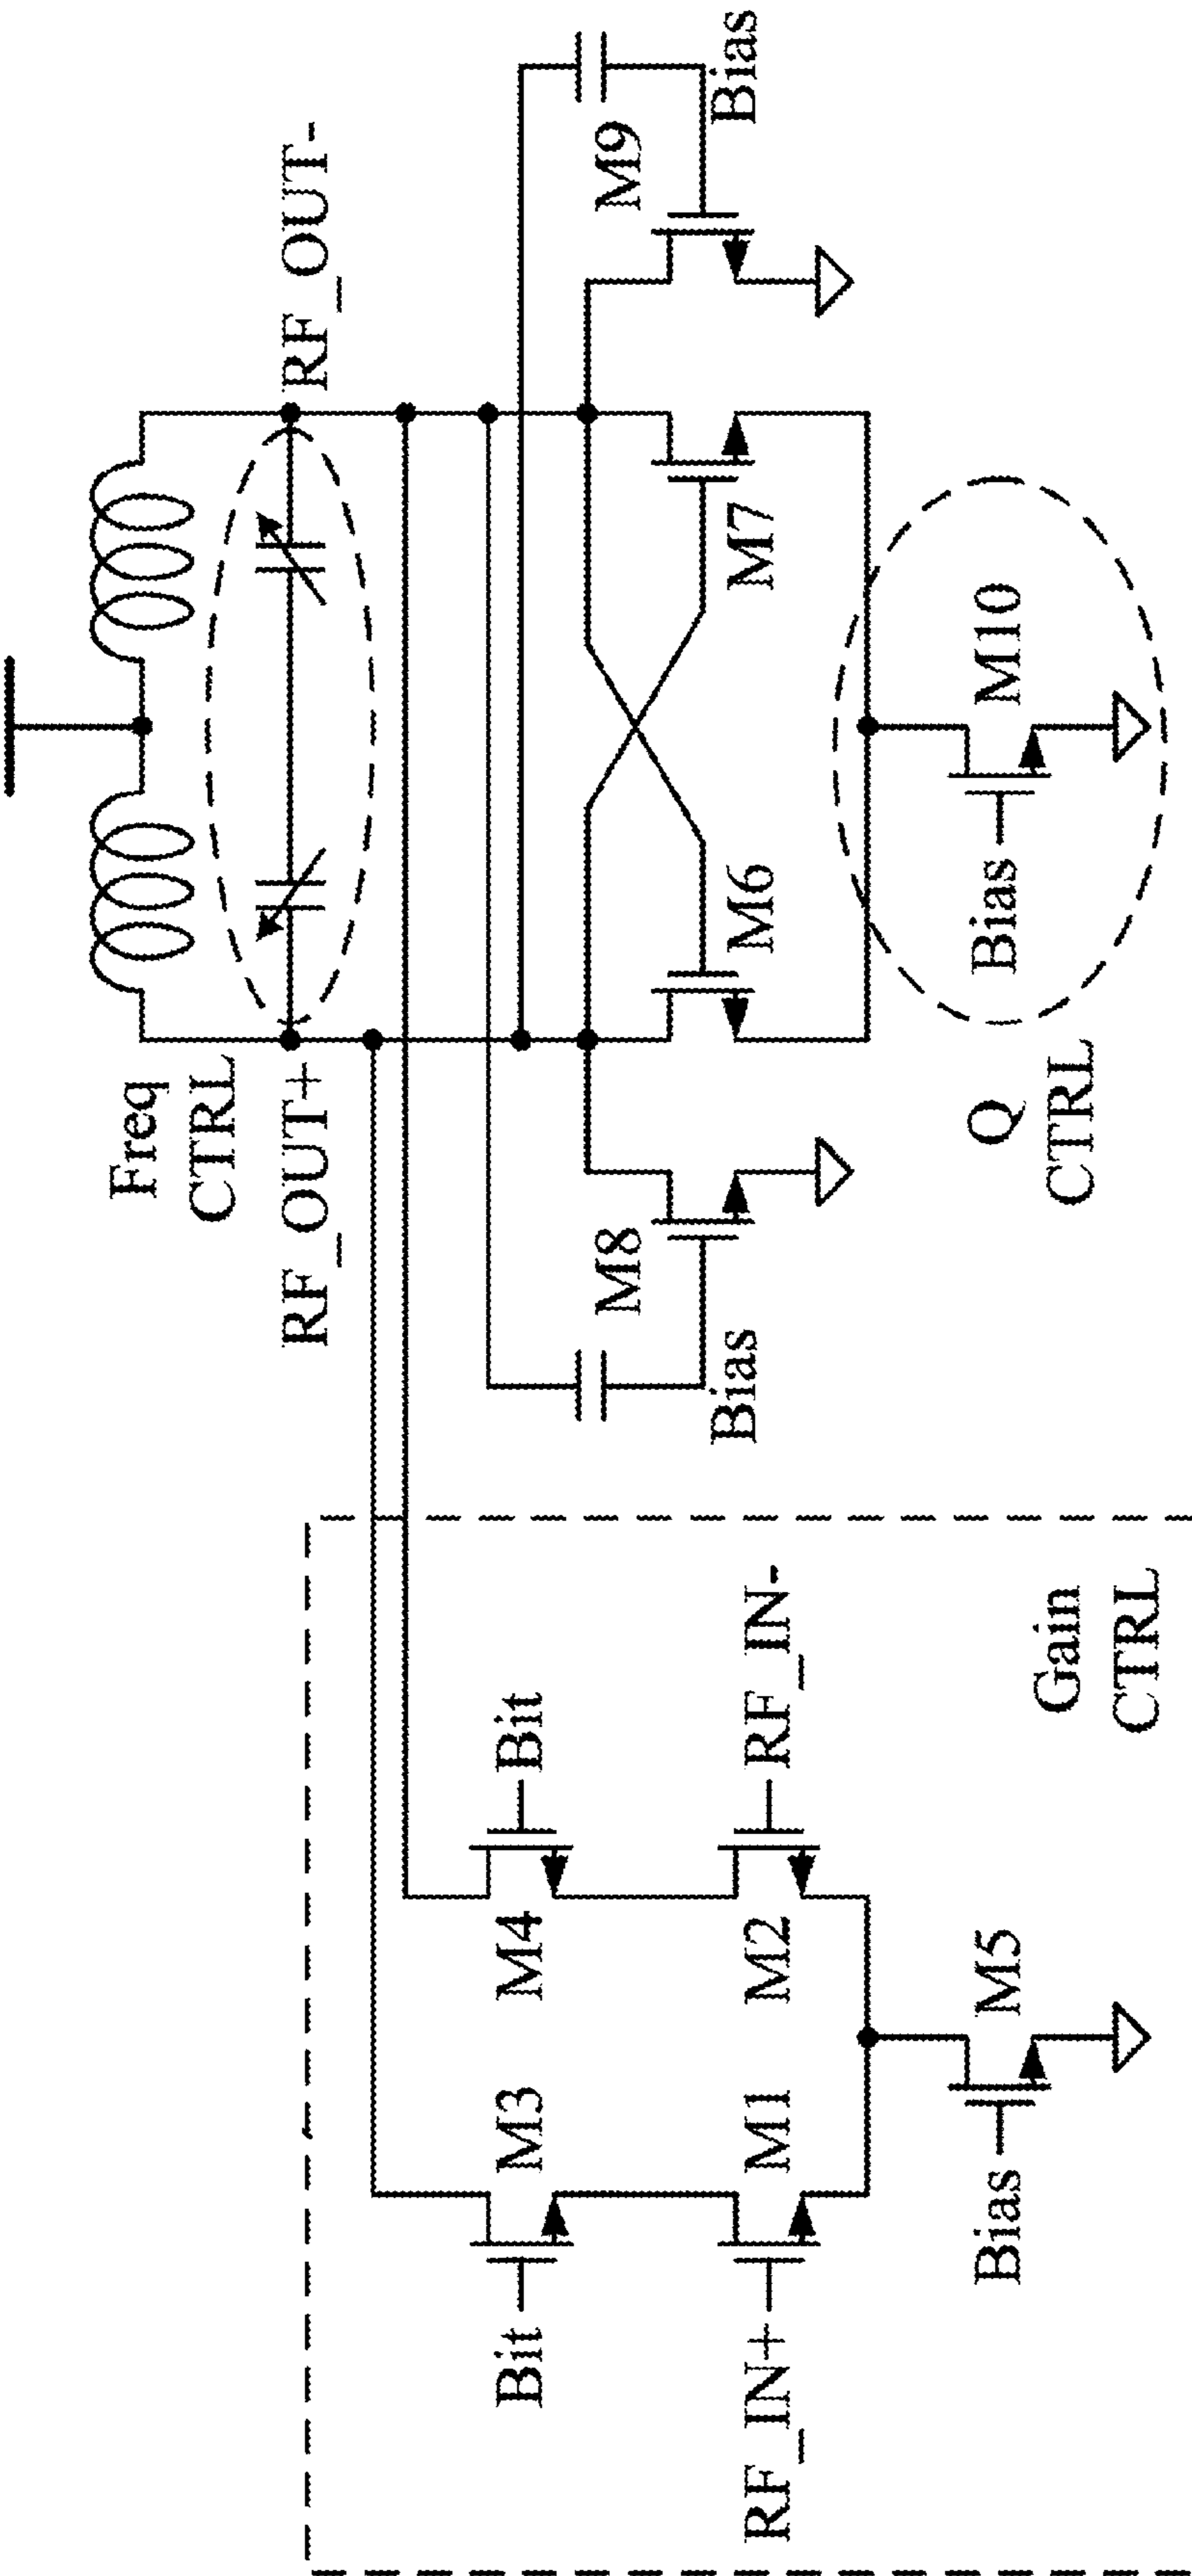 Freq
CTRL
RF_OUT+
RF_OUT-
M8
M9
Bias
Bias
M6
M7
Q
CTRL
Bias
M10
Bit
M3
M4
Bit
RF_IN+
M1
M2
RF_IN-
Bias
M5
Gain
CTRL